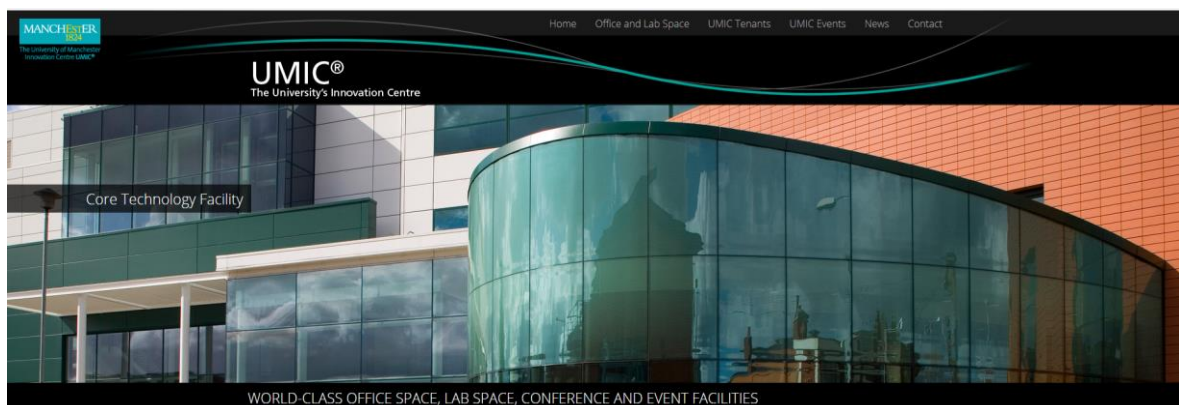 MANCHESTER
1824
The University of Manchester
Innovation Centre UMIC®
Home Office and Lab Space UMIC Tenants UMIC Events News Contact
UMIC®
The University's Innovation Centre
Core Technology Facility
WORLD-CLASS OFFICE SPACE, LAB SPACE, CONFERENCE AND EVENT FACILITIES